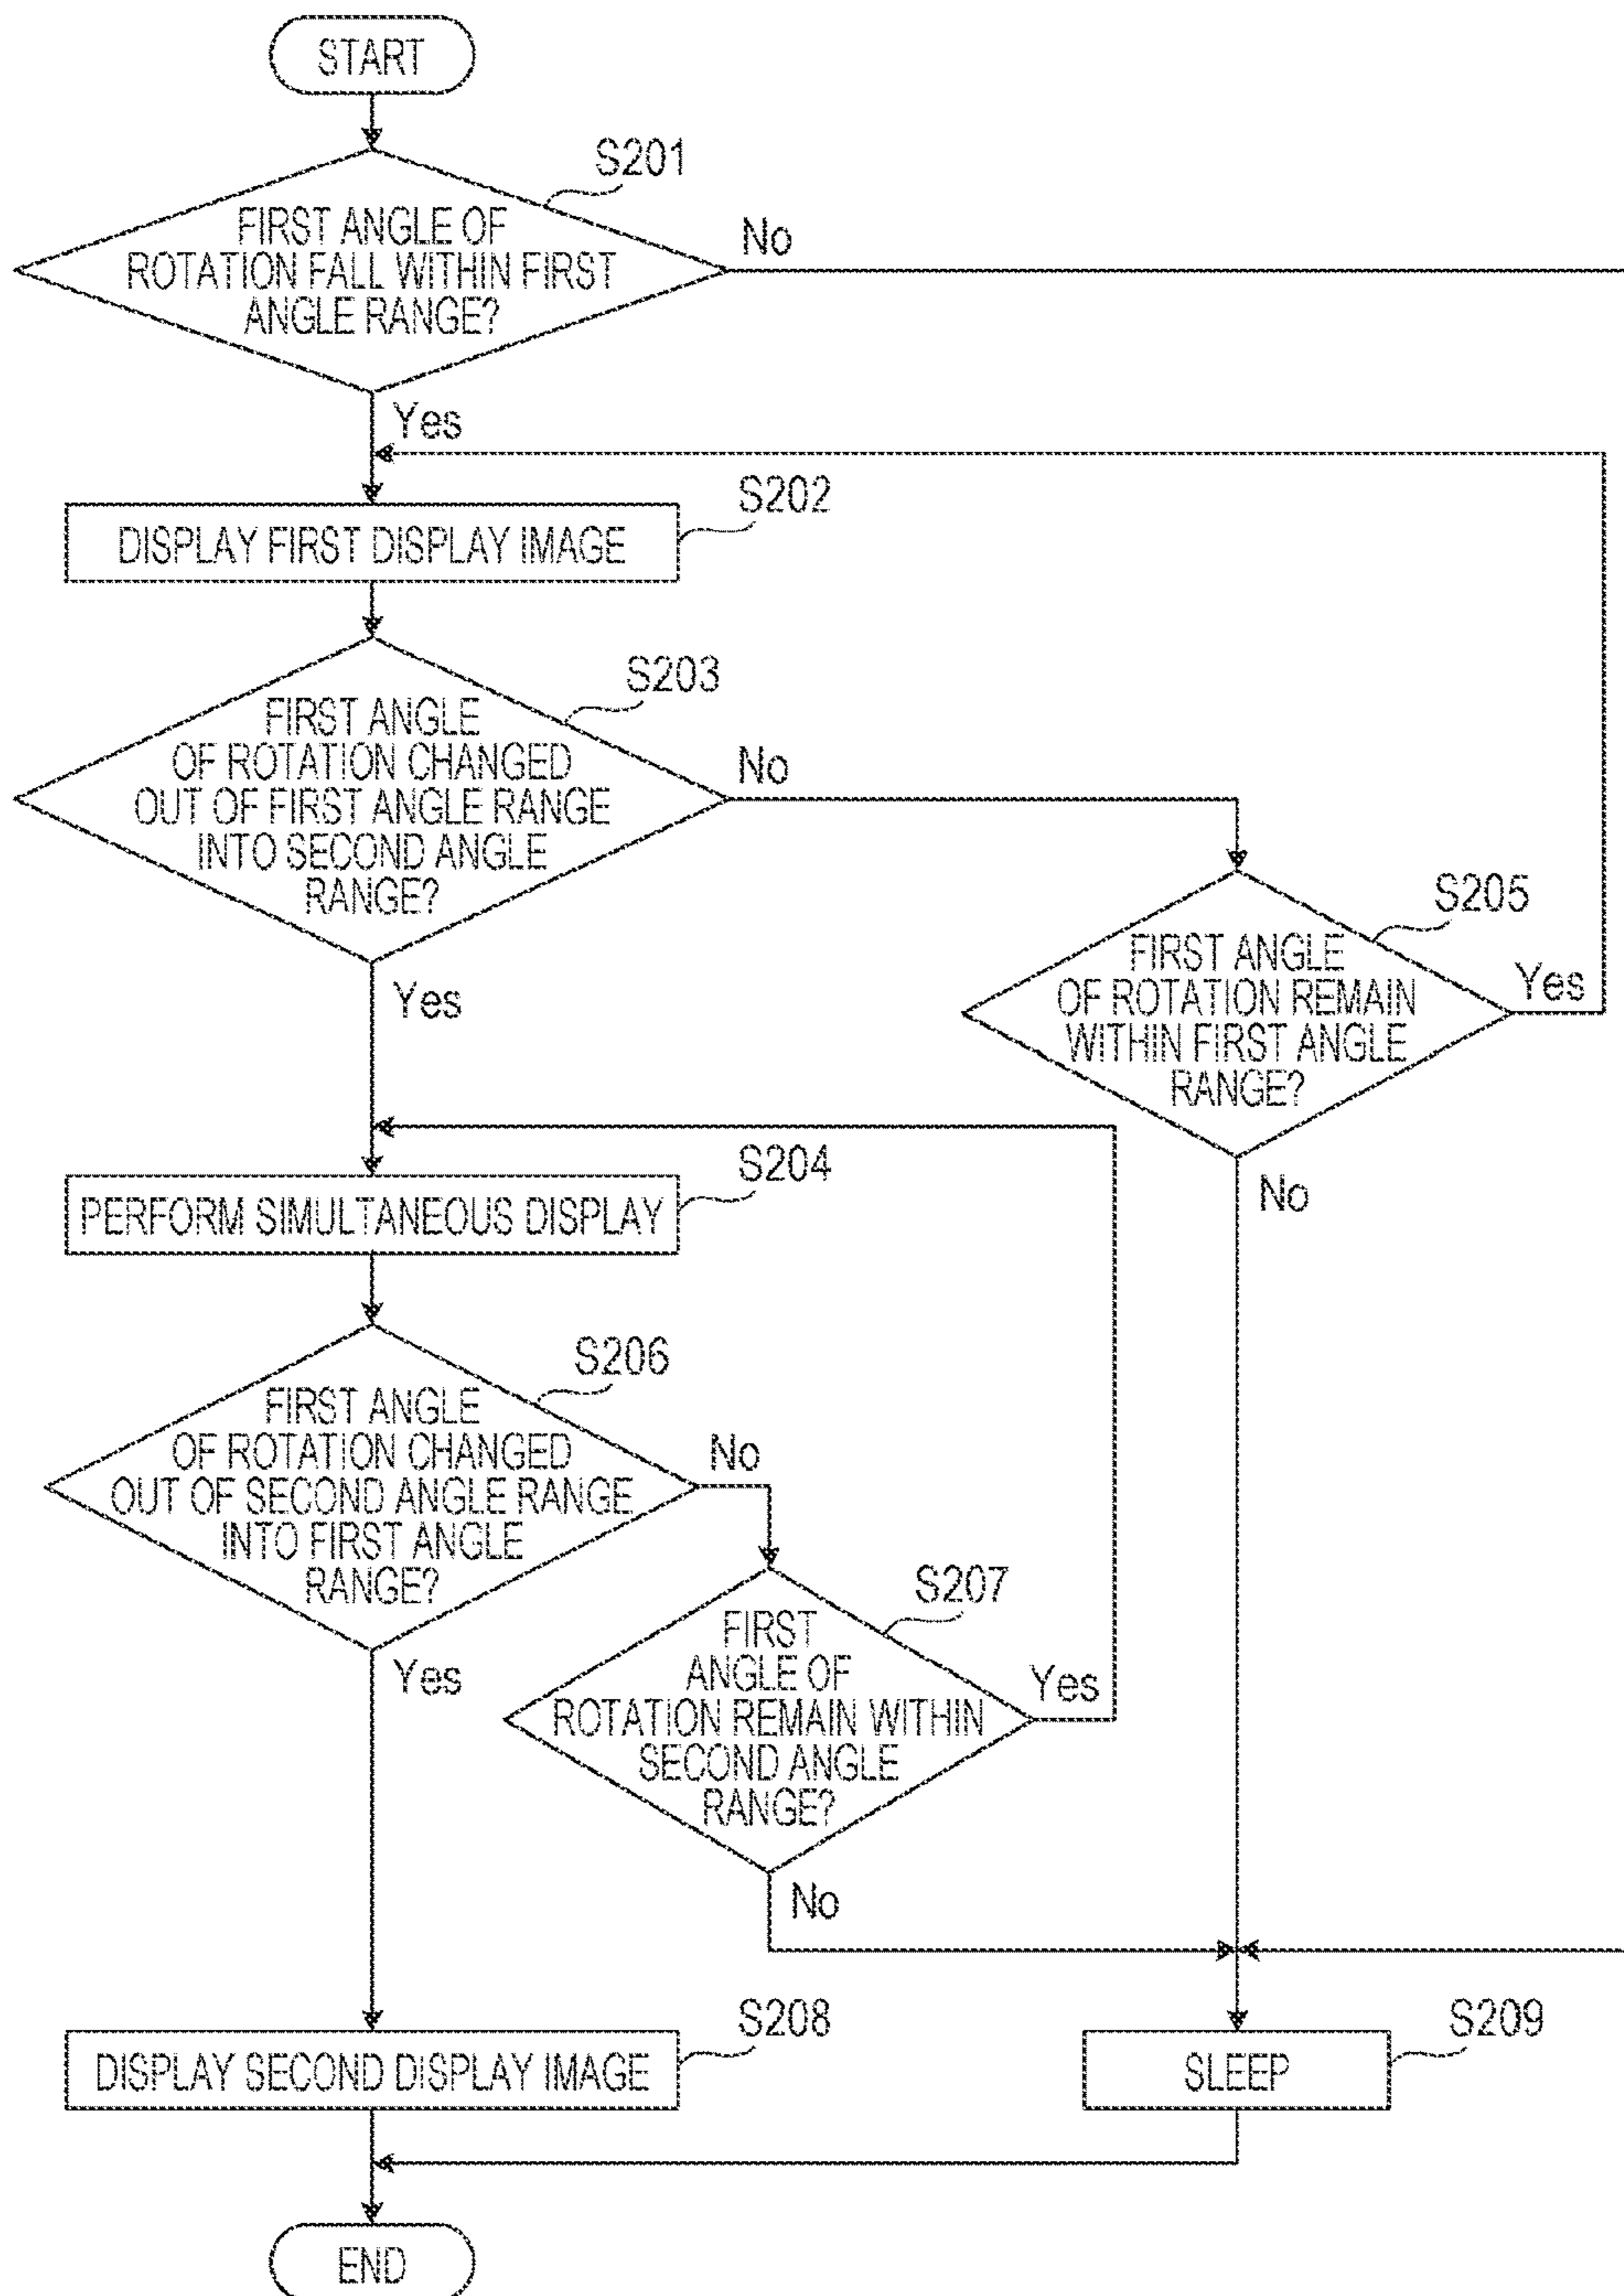 START
S201
FIRST ANGLE OF
ROTATION FALL WITHIN FIRST
ANGLE RANGE?
No
Yes
S202
DISPLAY FIRST DISPLAY IMAGE
S203
FIRST ANGLE
OF ROTATION CHANGED
OUT OF FIRST ANGLE RANGE
INTO SECOND ANGLE
RANGE?
No
Yes
S205
FIRST ANGLE
OF ROTATION REMAIN
WITHIN FIRST ANGLE
RANGE?
Yes
No
S204
PERFORM SIMULTANEOUS DISPLAY
S206
FIRST ANGLE
OF ROTATION CHANGED
OUT OF SECOND ANGLE RANGE
INTO FIRST ANGLE
RANGE?
No
Yes
S207
FIRST
ANGLE OF
ROTATION REMAIN WITHIN
SECOND ANGLE
RANGE?
Yes
No
S208
DISPLAY SECOND DISPLAY IMAGE
S209
SLEEP
END